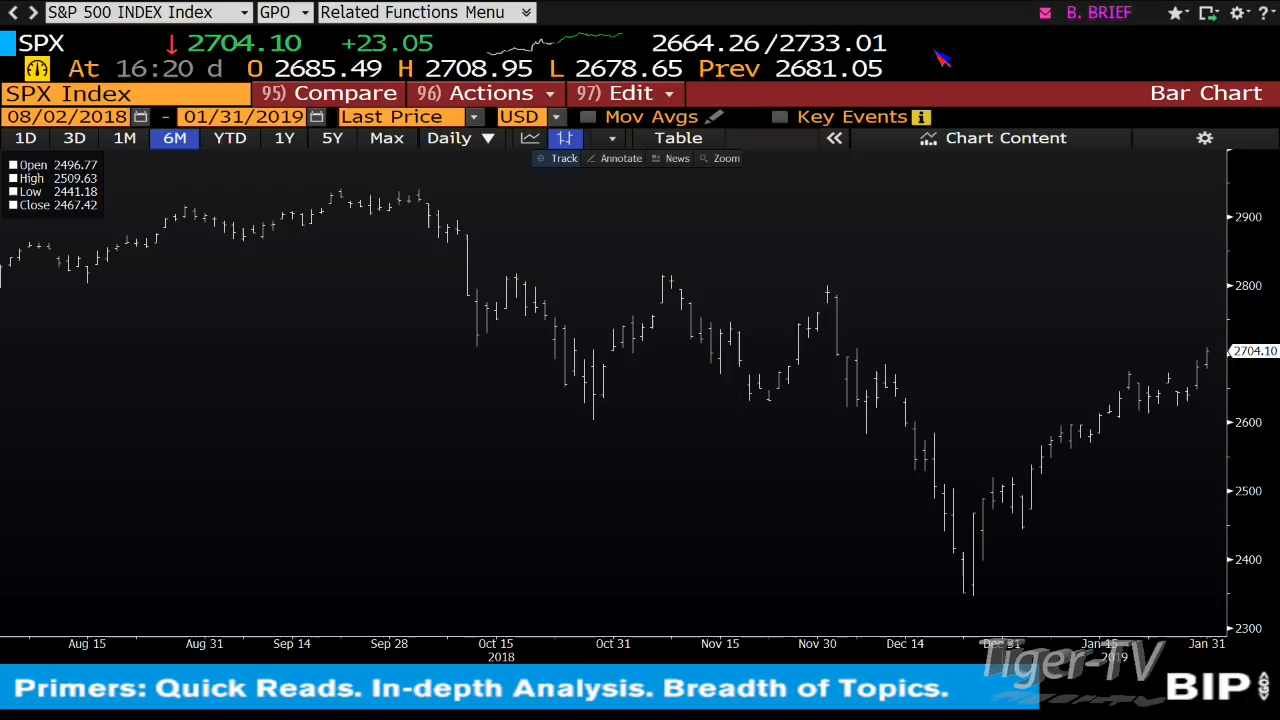 S&P 500 INDEX Index GPO Related Functions Menu B. BRIEF ?
SPX 2704.10 +23.05 2664.26/2733.01
At 16:20 d O 2685.49 H 2708.95 L 2678.65 Prev 2681.05
SPX Index 95) Compare 96) Actions 97) Edit Bar Chart
08/02/2018 - 01/31/2019 Last Price USD Mov Avgs Key Events
1D 3D 1M 6M YTD 1Y 5Y Max Daily Table Chart Content
Track Annotate News Zoom
Open 2496.77
High 2509.63
Low 2441.18
Close 2467.42
2900
2800
2704.10
2600
2500
2400
2300
Aug 15 Aug 31 Sep 14 Sep 28 Oct 15 Oct 31 Nov 15 Nov 30 Dec 14 Dec 31 Jan 15 Jan 31
2018 2019
Tiger-TV
Primers: Quick Reads. In-depth Analysis. Breadth of Topics.
BIP